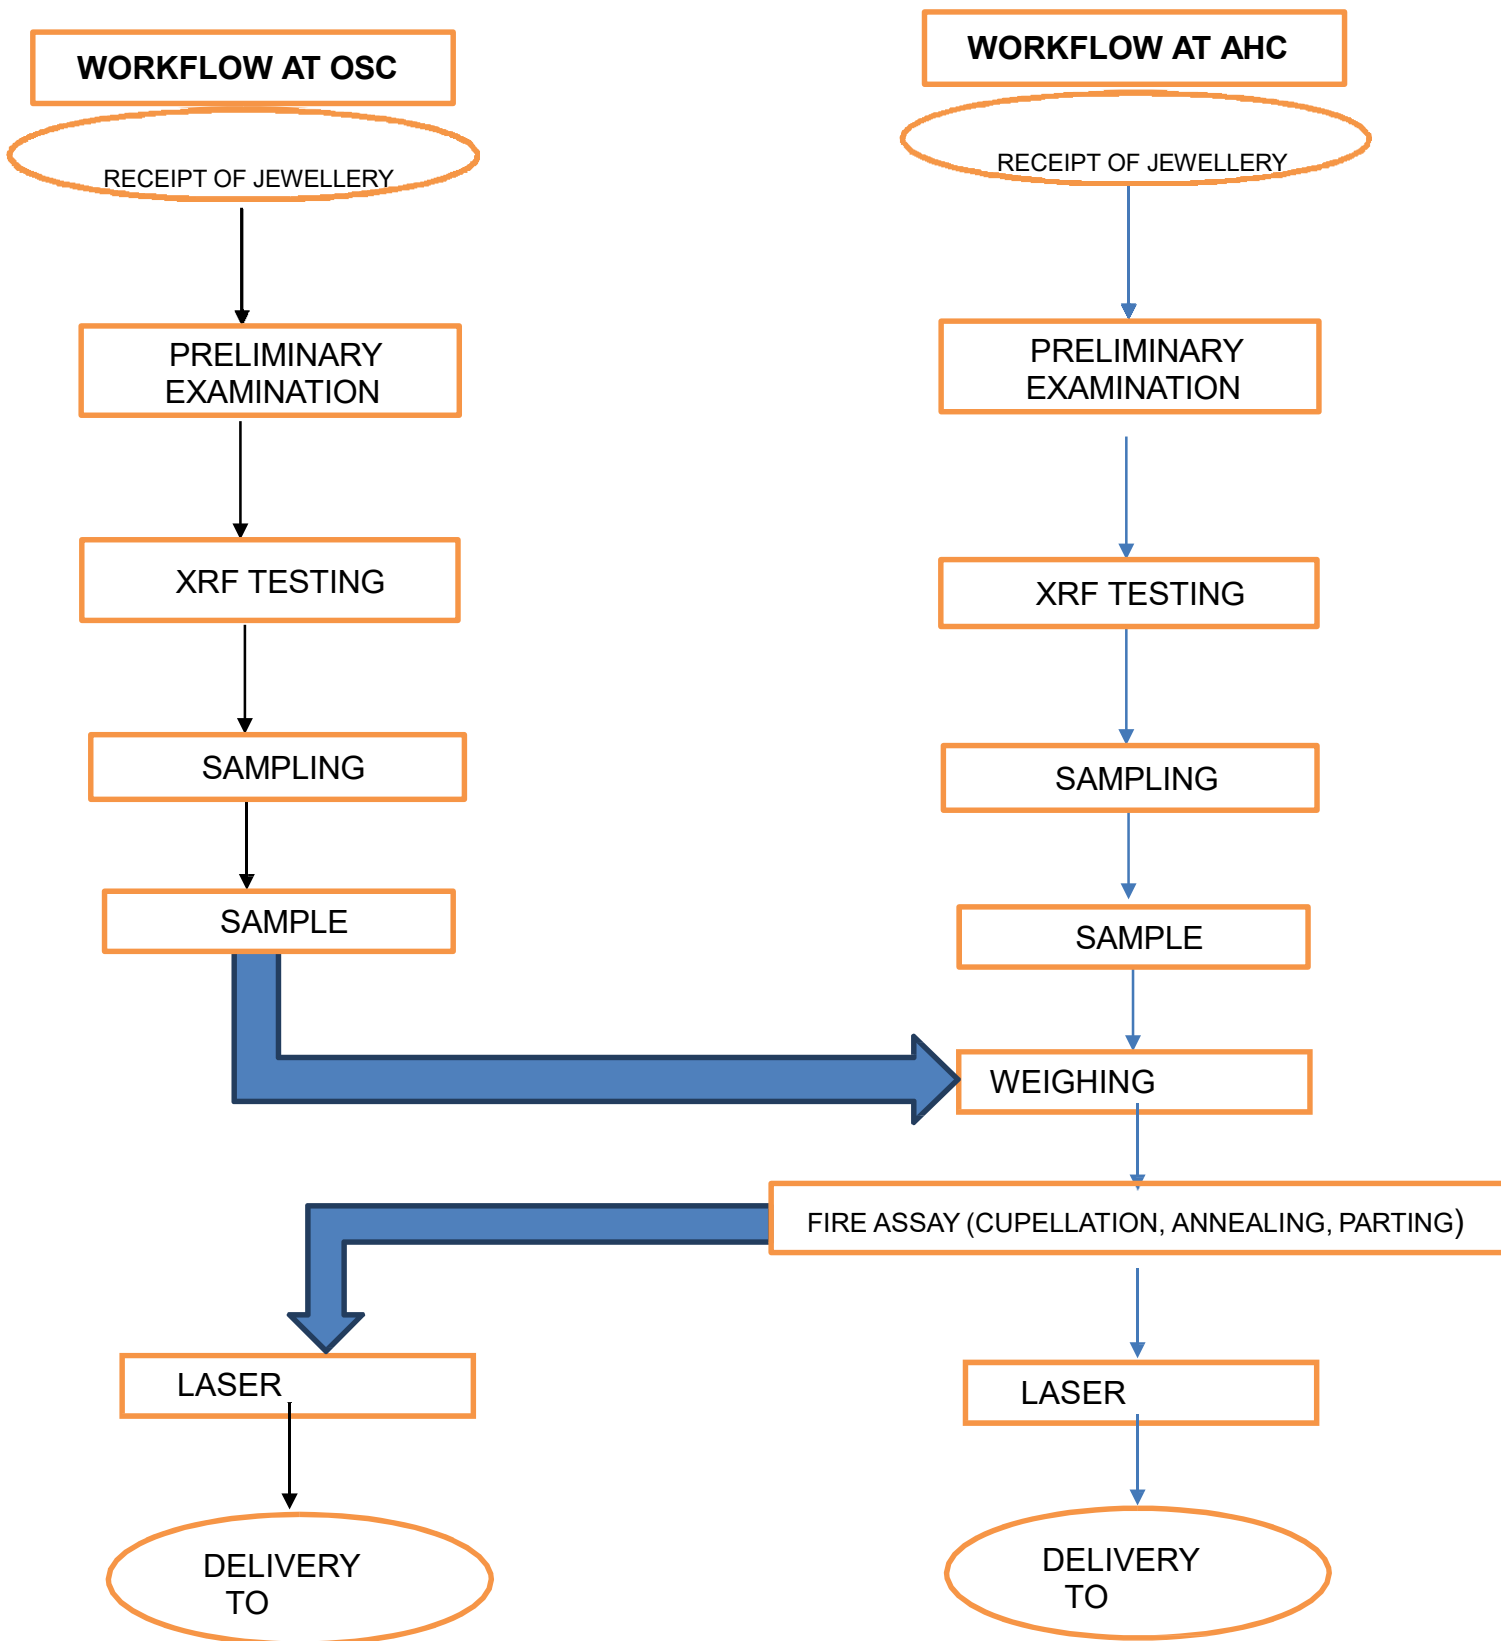 WORKFLOW AT OSC
RECEIPT OF JEWELLERY
PRELIMINARY
EXAMINATION
XRF TESTING
SAMPLING
SAMPLE
LASER
DELIVERY
TO
WORKFLOW AT AHC
RECEIPT OF JEWELLERY
PRELIMINARY
EXAMINATION
XRF TESTING
SAMPLING
SAMPLE
WEIGHING
FIRE ASSAY (CUPELLATION, ANNEALING, PARTING)
LASER
DELIVERY
TO